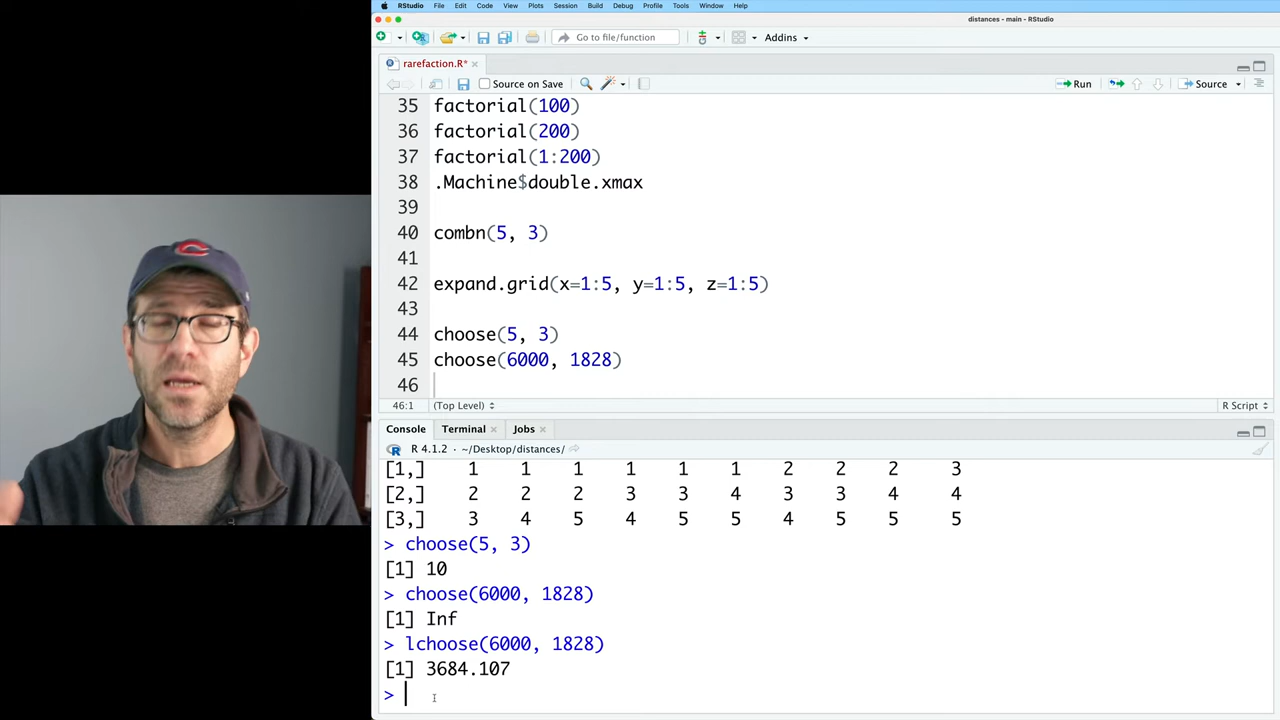 RStudio File Edit Code View Plots Session Build Debug Profile Tools Window Help
distances - main - RStudio
Go to file/function Addins
rarefaction.R*
Source on Save Run Source
35 factorial(100)
36 factorial(200)
37 factorial(1:200)
38 .Machine$double.xmax
39
40 combn(5, 3)
41
42 expand.grid(x=1:5, y=1:5, z=1:5)
43
44 choose(5, 3)
45 choose(6000, 1828)
46
46:1 (Top Level) R Script
Console Terminal Jobs
R 4.1.2 · ~/Desktop/distances/
[1,] 1 1 1 1 1 1 2 2 2 3
[2,] 2 2 2 3 3 4 3 3 4 4
[3,] 3 4 5 4 5 5 4 5 5 5
> choose(5, 3)
[1] 10
> choose(6000, 1828)
[1] Inf
> lchoose(6000, 1828)
[1] 3684.107
>